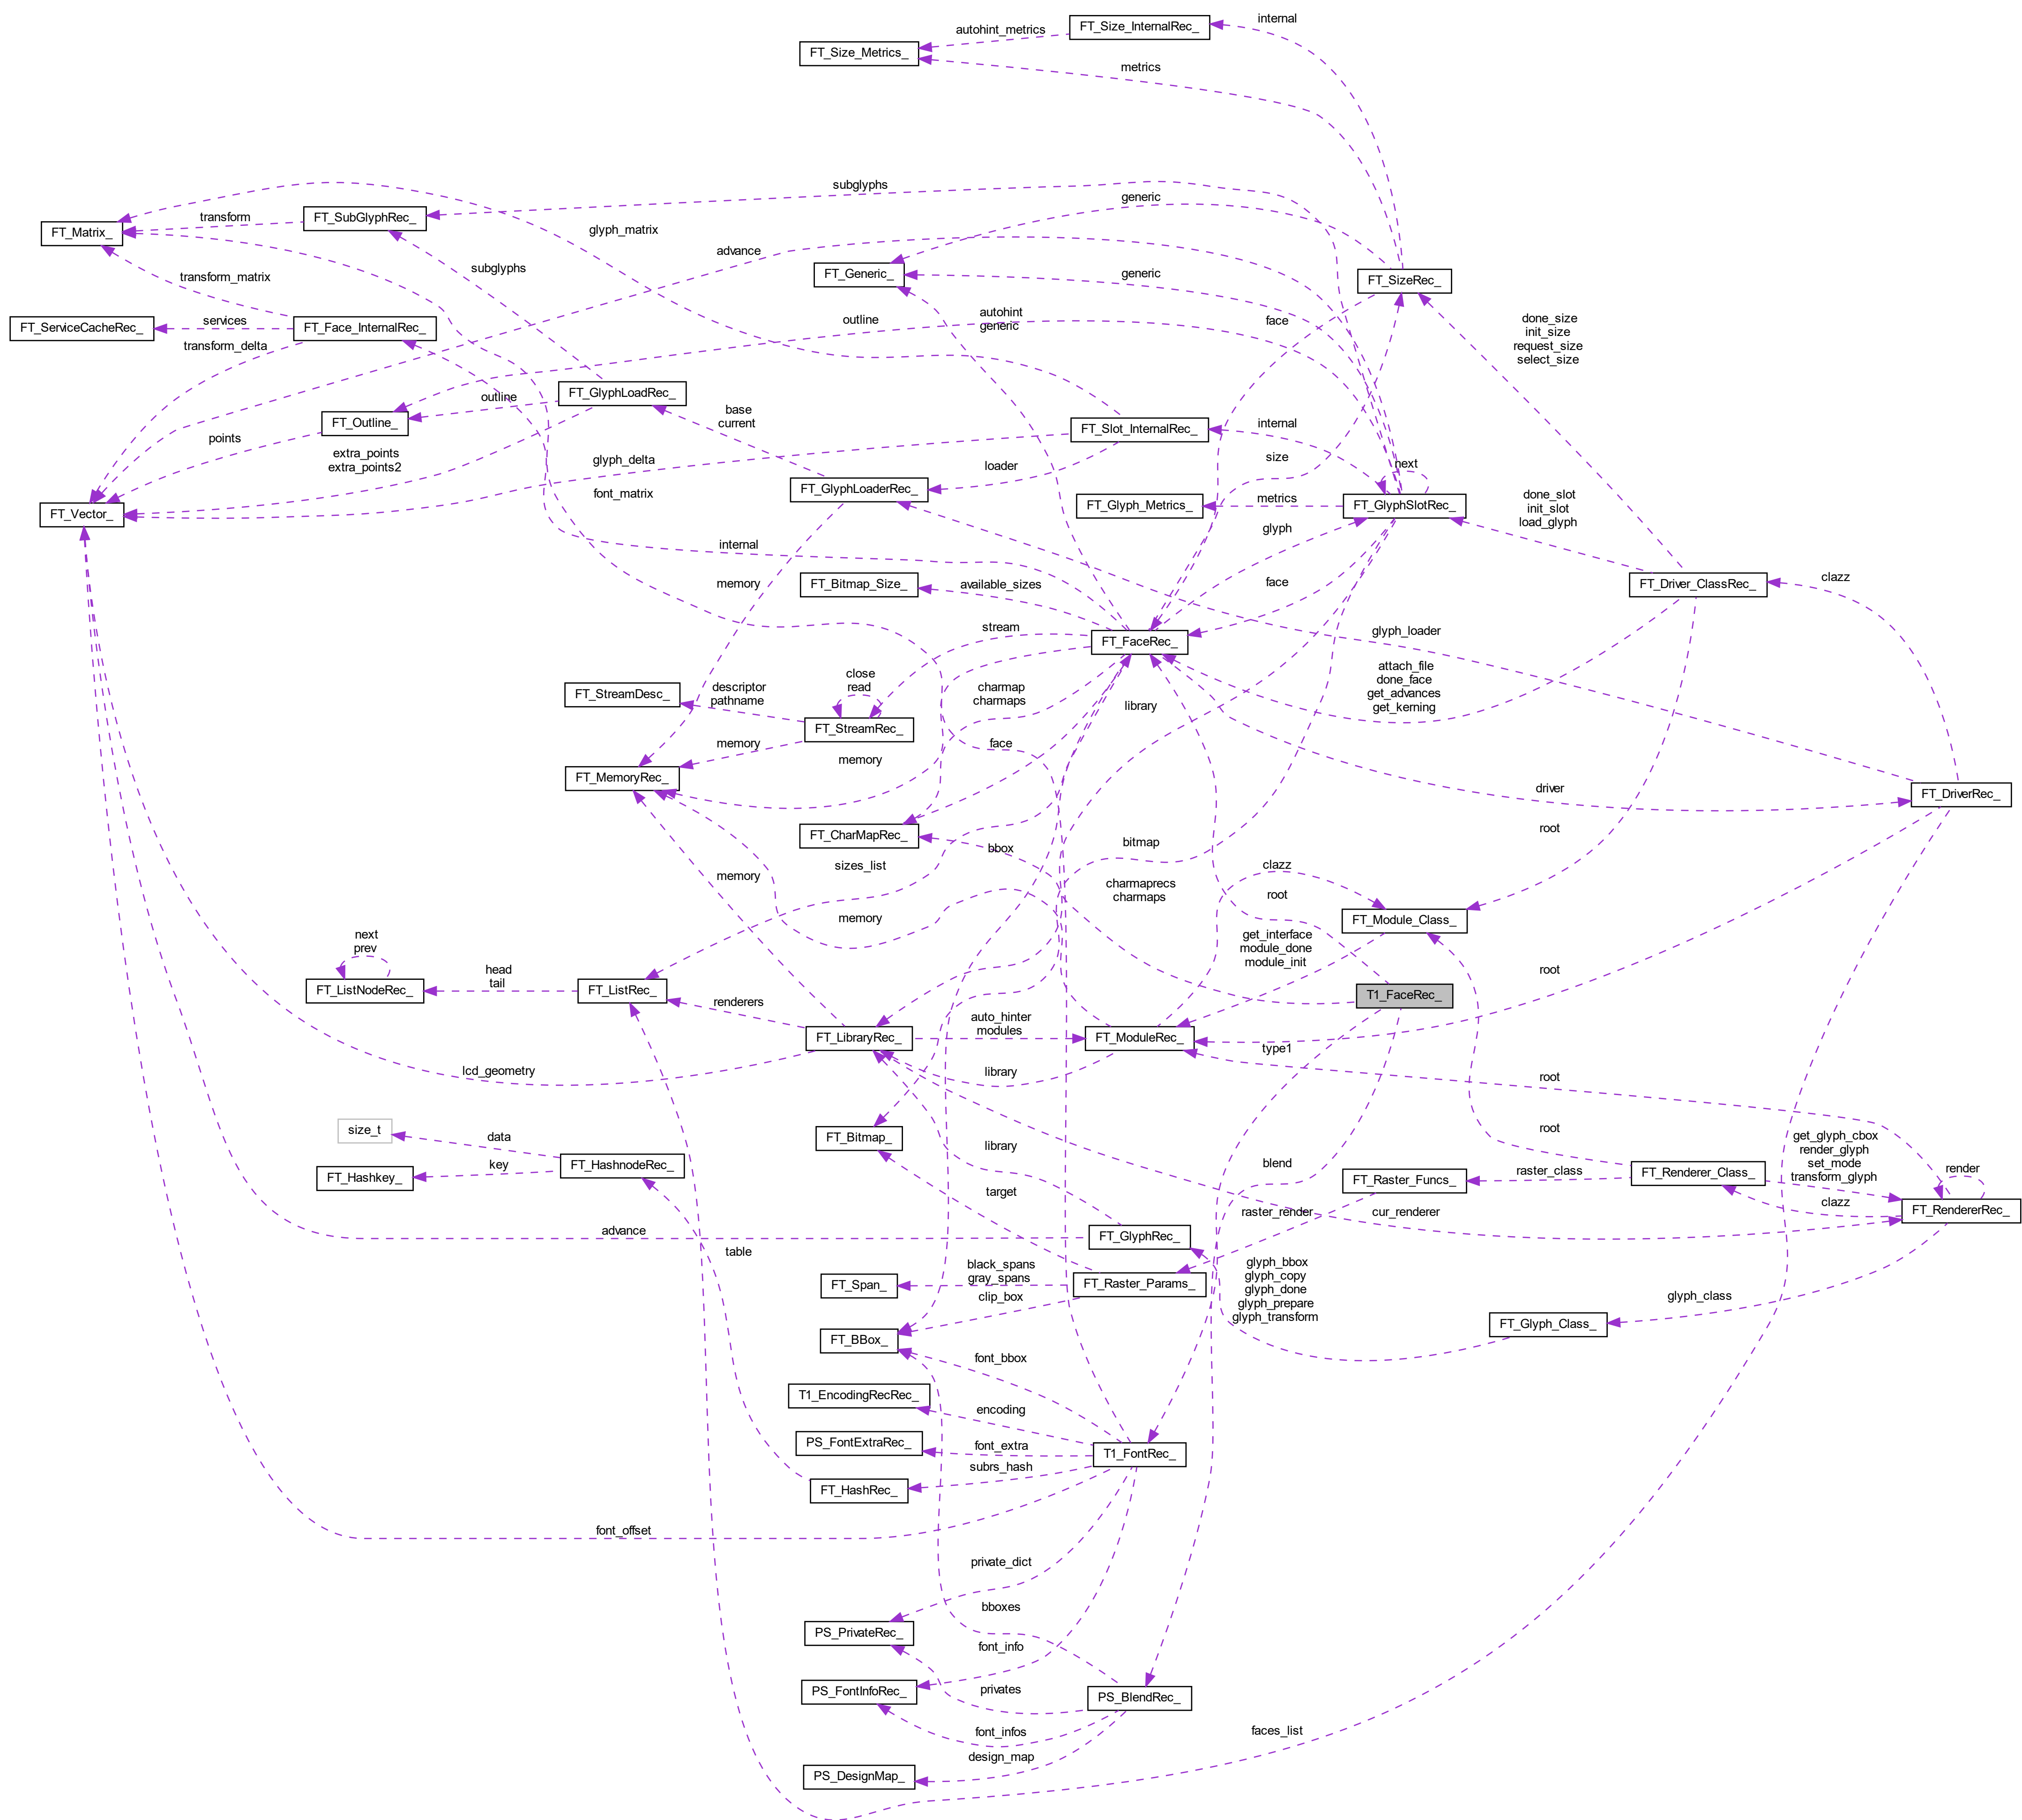 internal
FT_Size_InternalRec_
autohint_metrics
FT_Size_Metrics_
metrics
subglyphs
generic
FT_SubGlyphRec_
transform
FT_Matrix_
glyph_matrix
advance
subglyphs
transform_matrix
FT_Generic_
generic
FT_SizeRec_
FT_ServiceCacheRec_
services
FT_Face_InternalRec_
outline
autohint
generic
face
done_size
init_size
request_size
select_size
transform_delta
FT_GlyphLoadRec_
outline
FT_Outline_
base
current
FT_Slot_InternalRec_
internal
points
extra_points
extra_points2
glyph_delta
loader
size
next
font_matrix
FT_GlyphLoaderRec_
FT_Vector_
FT_Glyph_Metrics_
metrics
FT_GlyphSlotRec_
done_slot
init_slot
load_glyph
glyph
internal
memory
FT_Bitmap_Size_
available_sizes
face
FT_Driver_ClassRec_
clazz
stream
FT_FaceRec_
glyph_loader
close
read
FT_StreamDesc_
descriptor
pathname
charmap
charmaps
library
attach_file
done_face
get_advances
get_kerning
FT_StreamRec_
memory
face
FT_MemoryRec_
memory
driver
FT_DriverRec_
FT_CharMapRec_
root
bbox
bitmap
sizes_list
memory
clazz
charmaprecs
charmaps
root
memory
FT_Module_Class_
next
prev
get_interface
module_done
module_init
head
tail
root
FT_ListNodeRec_
FT_ListRec_
renderers
T1_FaceRec_
auto_hinter
modules
FT_LibraryRec_
FT_ModuleRec_
type1
lcd_geometry
library
root
size_t
data
FT_Bitmap_
root
get_glyph_cbox
render_glyph
set_mode
transform_glyph
library
blend
key
FT_HashnodeRec_
FT_Hashkey_
FT_Raster_Funcs_
raster_class
FT_Renderer_Class_
render
target
raster_render
cur_renderer
clazz
FT_RendererRec_
advance
FT_GlyphRec_
table
black_spans
gray_spans
glyph_bbox
glyph_copy
glyph_done
glyph_prepare
glyph_transform
FT_Span_
FT_Raster_Params_
clip_box
glyph_class
FT_BBox_
FT_Glyph_Class_
font_bbox
T1_EncodingRecRec_
encoding
PS_FontExtraRec_
font_extra
T1_FontRec_
subrs_hash
FT_HashRec_
font_offset
private_dict
bboxes
PS_PrivateRec_
font_info
PS_FontInfoRec_
privates
PS_BlendRec_
font_infos
faces_list
design_map
PS_DesignMap_